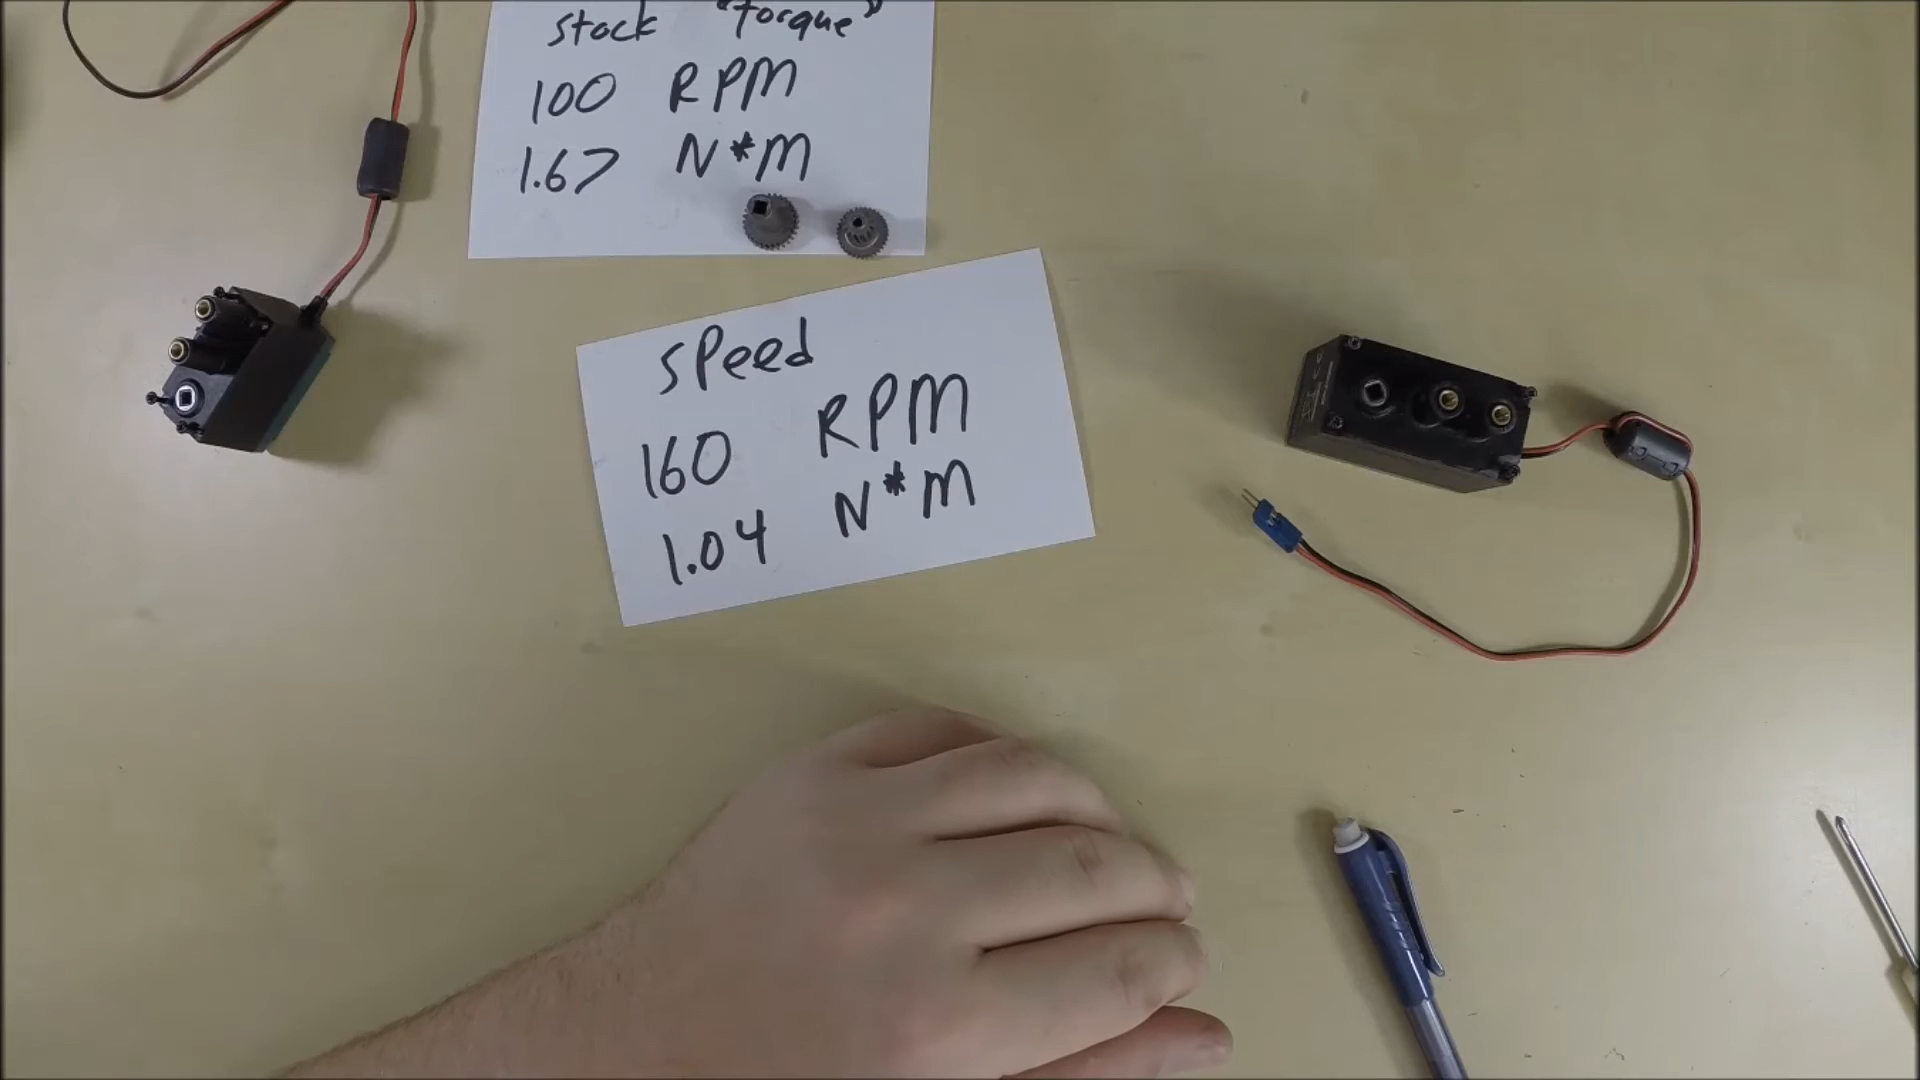 stock "torque"
100 RPM
1.67 N*M
speed
160 RPM
1.04 N*M